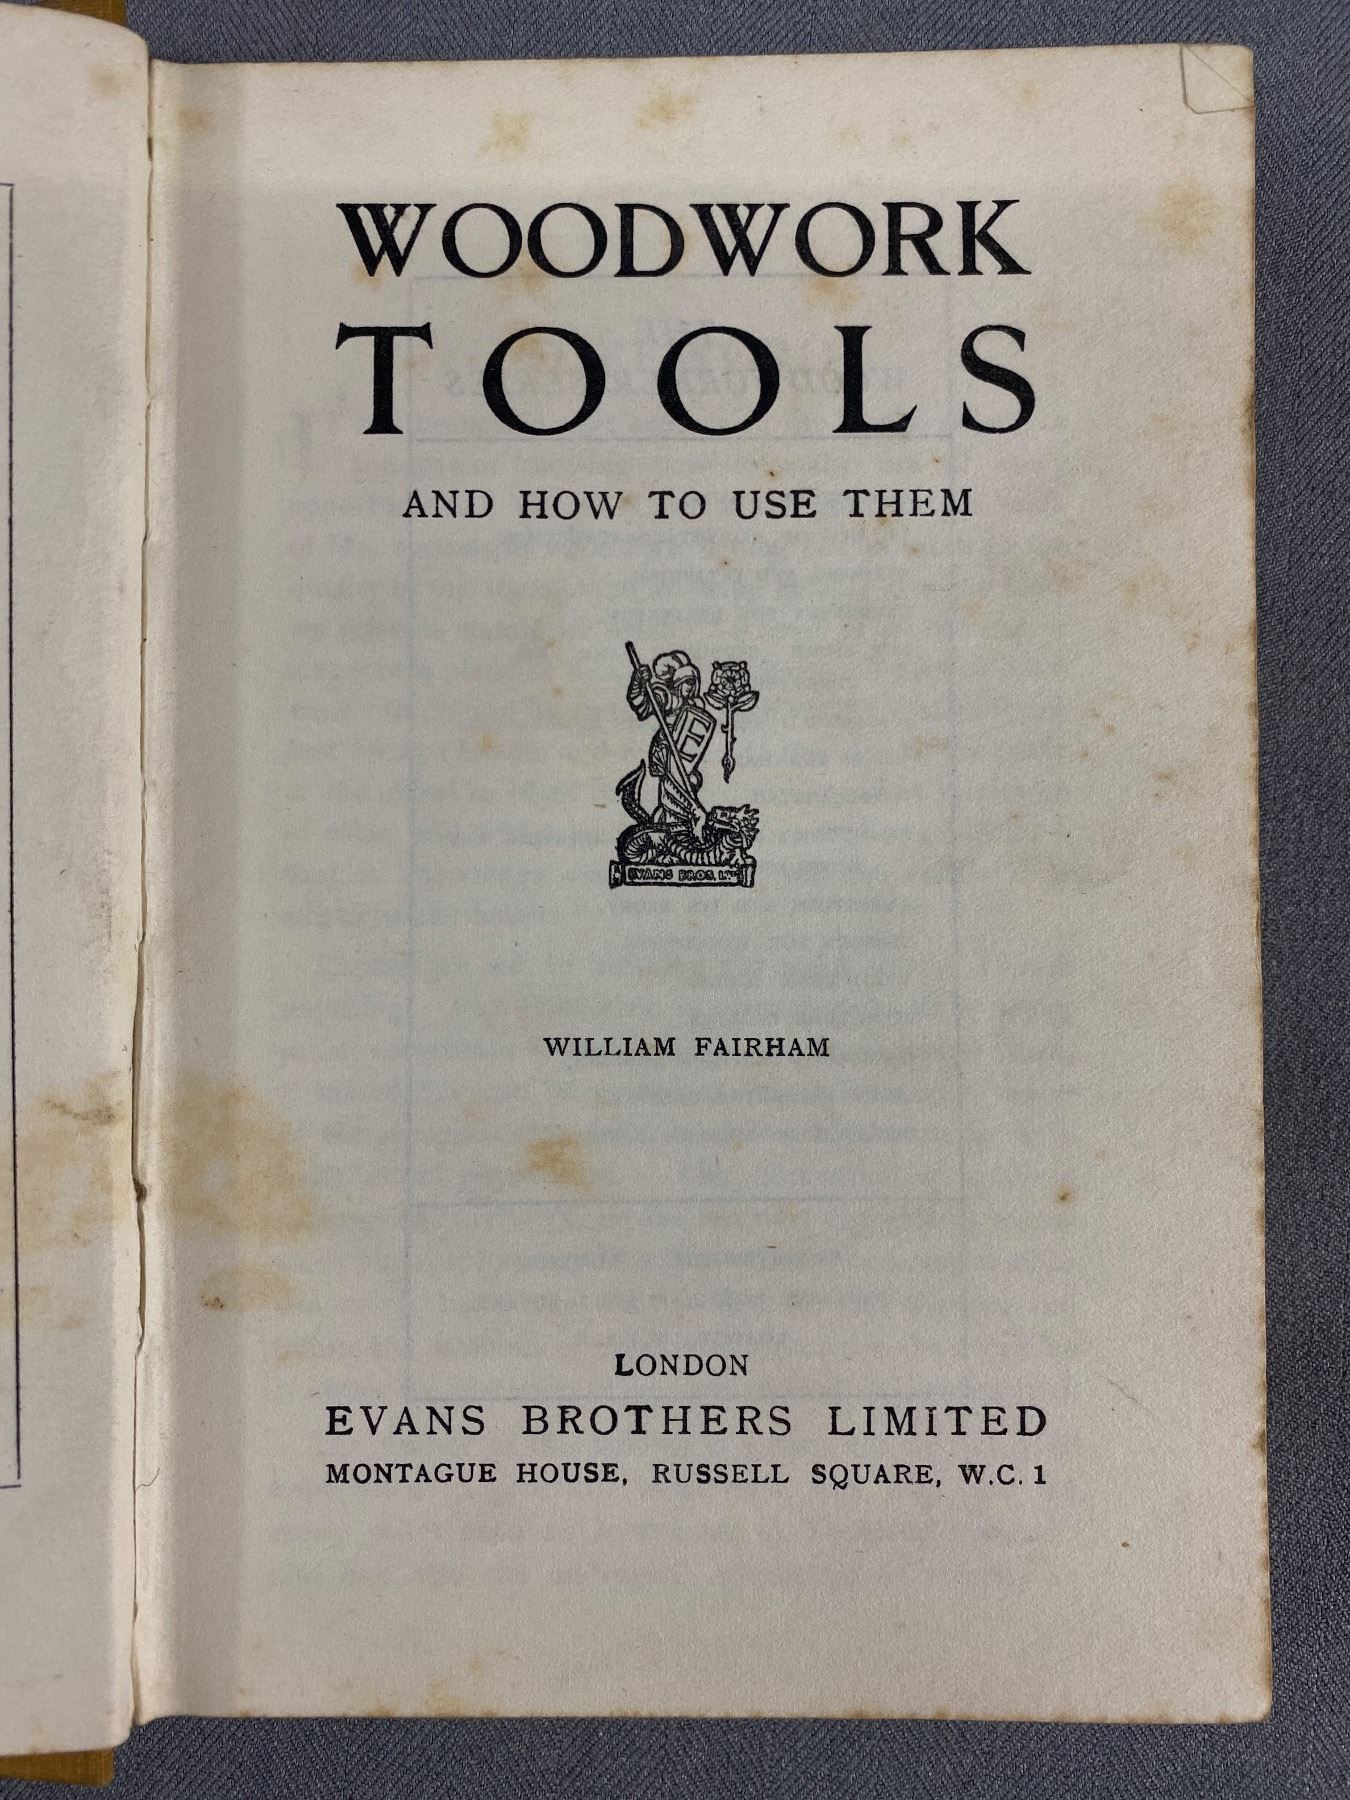 WOODWORK
TOOLS
AND HOW TO USE THEM
E
EVANS BROS. LTD
WILLIAM FAIRHAM
LONDON
EVANS BROTHERS LIMITED
MONTAGUE HOUSE, RUSSELL SQUARE, W.C. 1